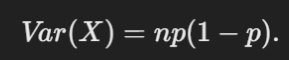 Var(X) = np(1 − p).